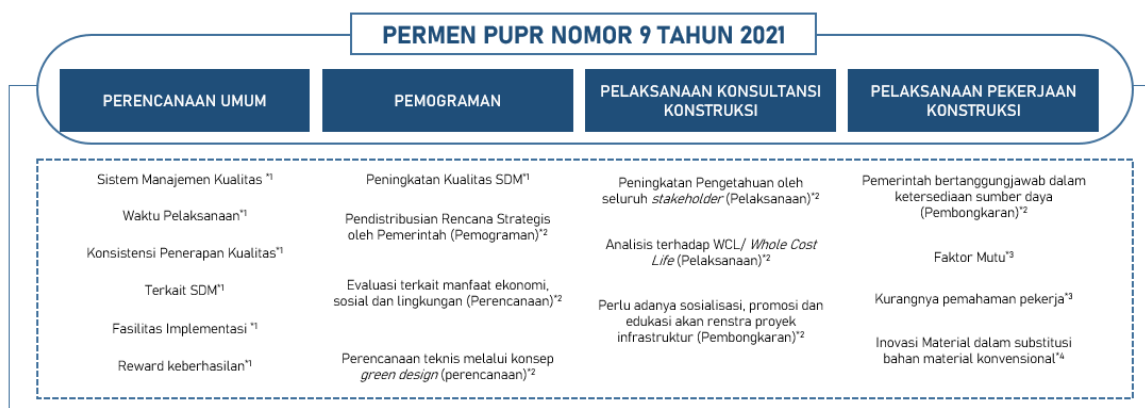 PERMEN PUPR NOMOR 9 TAHUN 2021
PERENCANAAN UMUM
PEMOGRAMAN
PELAKSANAAN KONSULTANSI
KONSTRUKSI
PELAKSANAAN PEKERJAAN
KONSTRUKSI
Sistem Manajemen Kualitas *1
Waktu Pelaksanaan*1
Konsistensi Penerapan Kualitas*1
Terkait SDM*1
Fasilitas Implementasi *1
Reward keberhasilan*1
Peningkatan Kualitas SDM*1
Pendistribusian Rencana Strategis
oleh Pemerintah (Pemograman)*2
Evaluasi terkait manfaat ekonomi,
sosial dan lingkungan (Perencanaan)*2
Perencanaan teknis melalui konsep
green design (perencanaan)*2
Peningkatan Pengetahuan oleh
seluruh stakeholder (Pelaksanaan)*2
Analisis terhadap WCL/ Whole Cost
Life (Pelaksanaan)*2
Perlu adanya sosialisasi, promosi dan
edukasi akan renstra proyek
infrastruktur (Pembongkaran)*2
Pemerintah bertanggungjawab dalam
ketersediaan sumber daya
(Pembongkaran)*2
Faktor Mutu*3
Kurangnya pemahaman pekerja*3
Inovasi Material dalam substitusi
bahan material konvensional*4